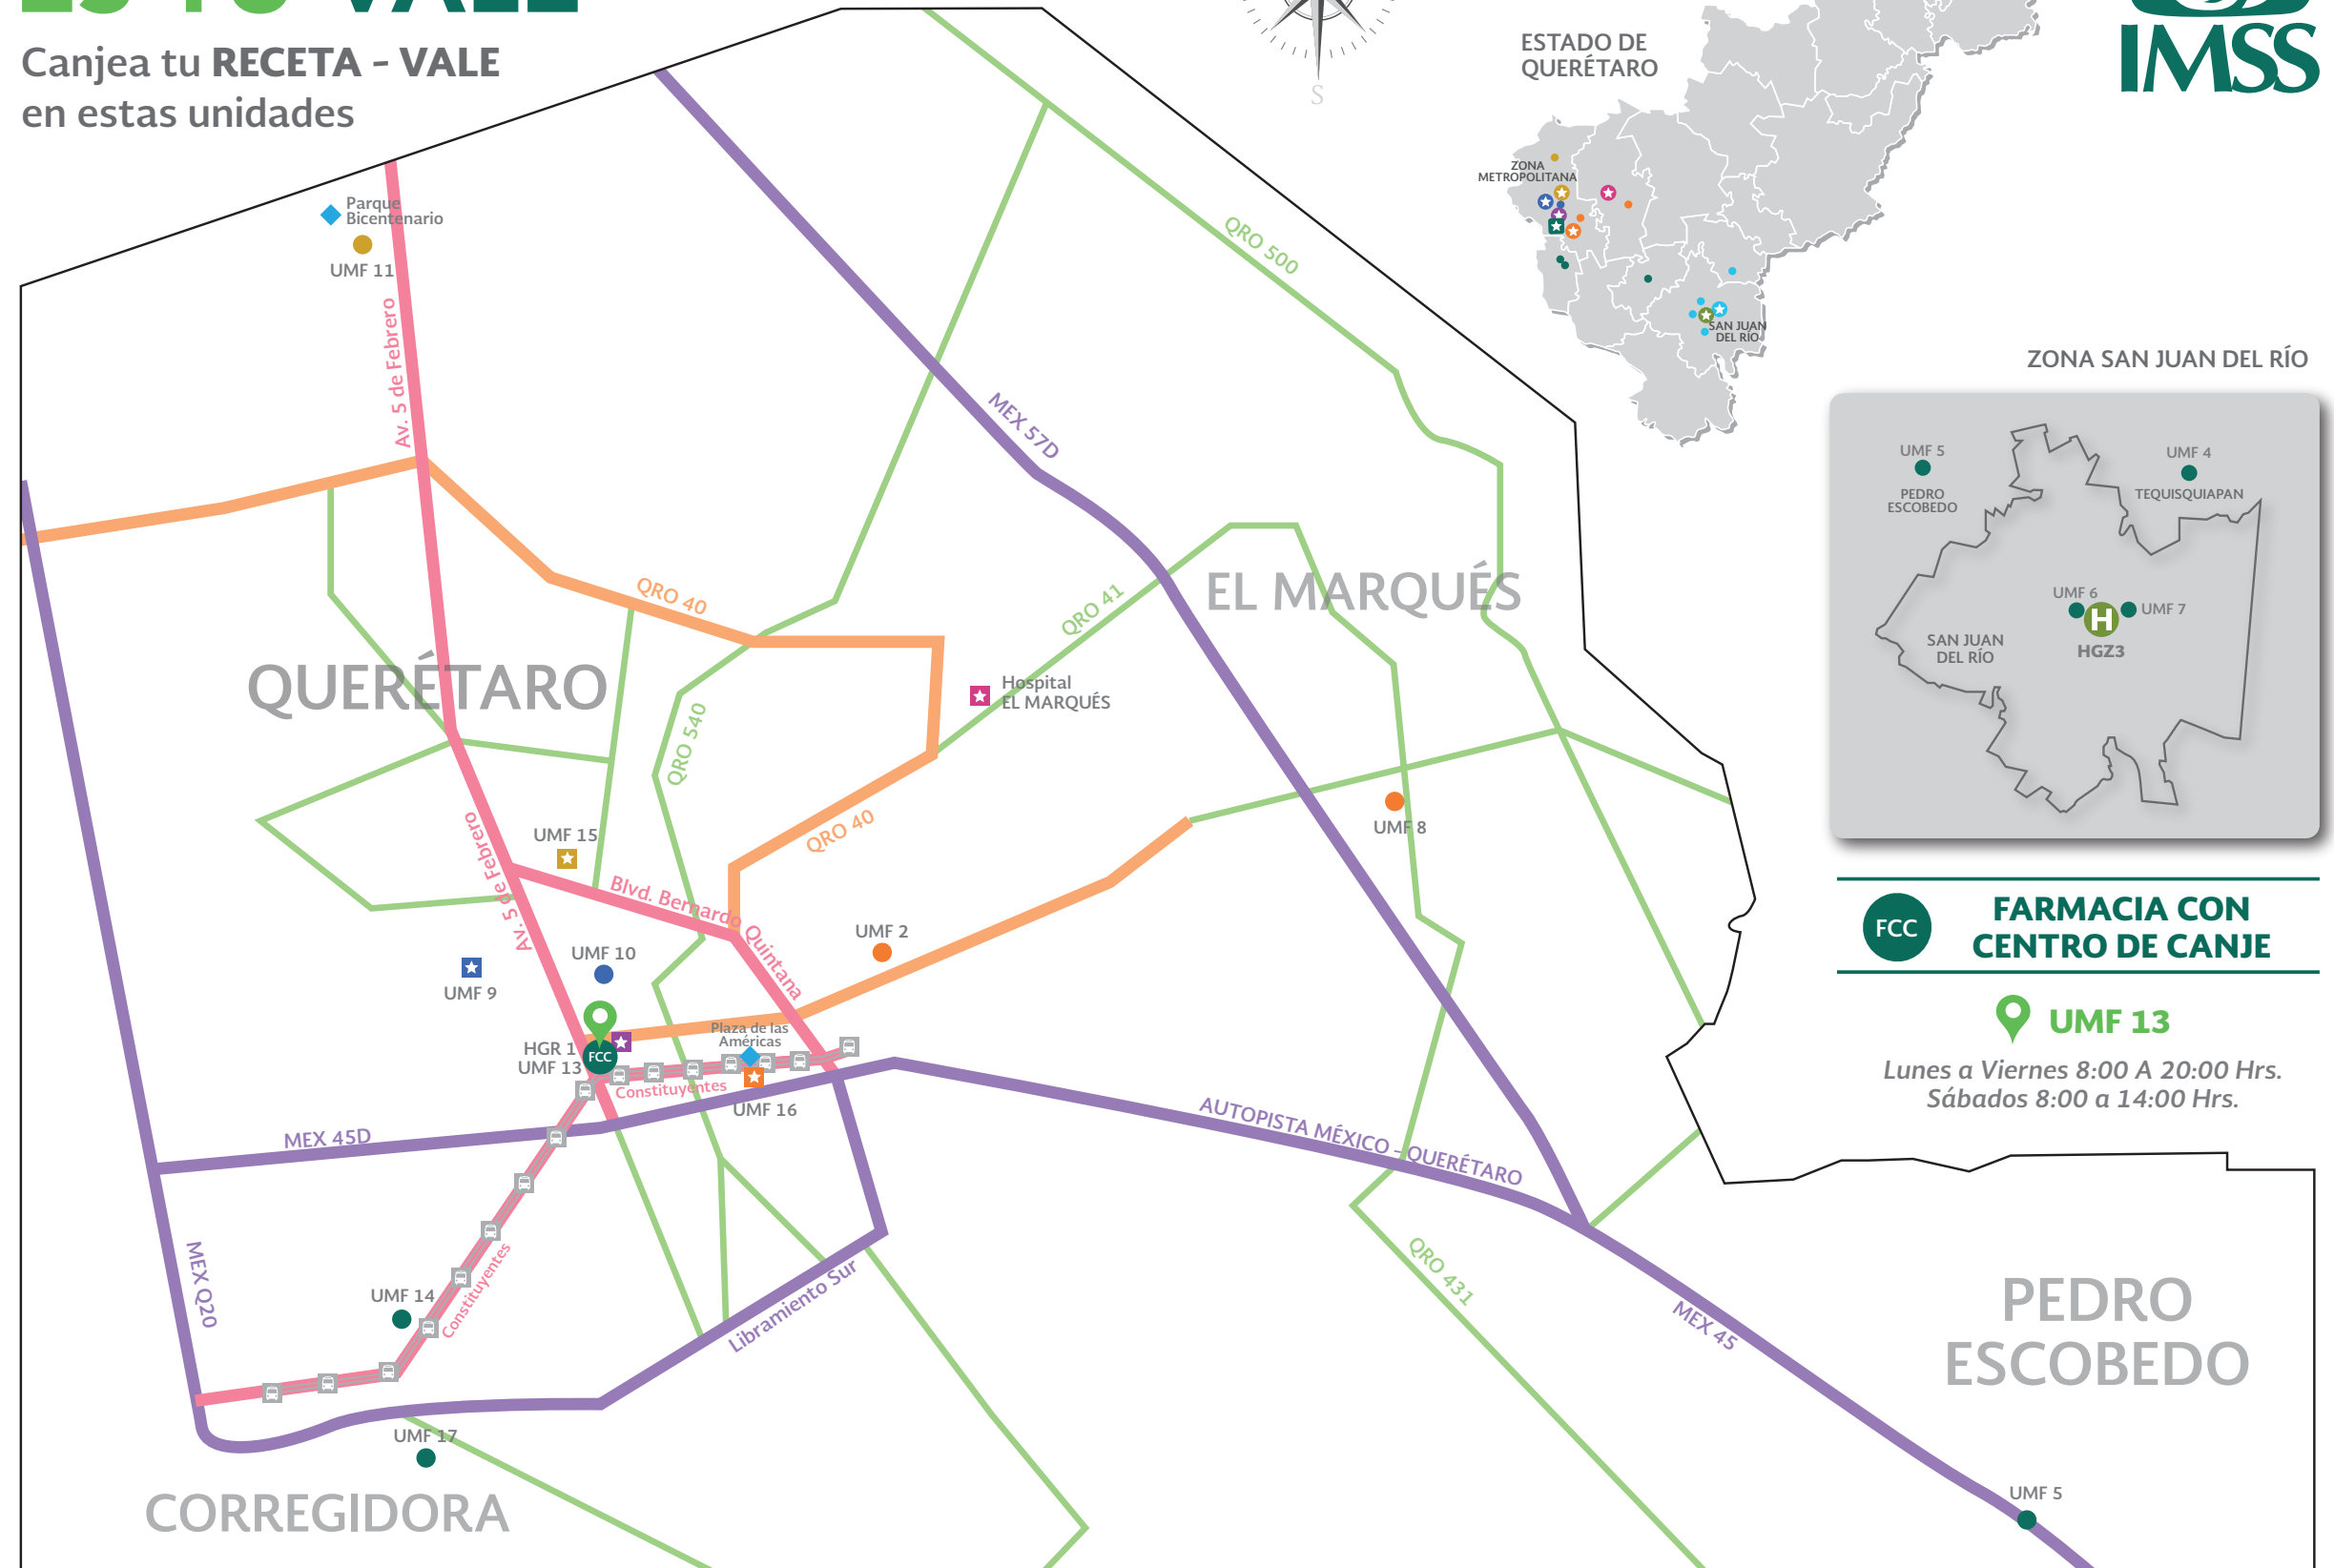 ES TU VALE
Canjea tu RECETA - VALE
en estas unidades
S
ESTADO DE
QUERÉTARO
IMSS
ZONA
METROPOLITANA
SAN JUAN
DEL RÍO
ZONA SAN JUAN DEL RÍO
UMF 5
PEDRO
ESCOBEDO
UMF 4
TEQUISQUIAPAN
UMF 6
H
UMF 7
HGZ3
SAN JUAN
DEL RÍO
FCC
FARMACIA CON
CENTRO DE CANJE
UMF 13
Lunes a Viernes 8:00 A 20:00 Hrs.
Sábados 8:00 a 14:00 Hrs.
Parque
Bicentenario
UMF 11
Av. 5 de Febrero
QRO 500
MEX 57D
QRO 40
QRO 41
EL MARQUÉS
QUERÉTARO
Hospital
EL MARQUÉS
QRO 540
QRO 40
UMF 15
UMF 8
Av. 5 de Febrero
Blvd. Bernardo Quintana
UMF 2
UMF 10
UMF 9
Plaza de las
Américas
HGR 1
UMF 13
FCC
Constituyentes
UMF 16
MEX 45D
AUTOPISTA MÉXICO - QUERÉTARO
MEX Q20
Constituyentes
UMF 14
Libramiento Sur
QRO 431
MEX 45
PEDRO
ESCOBEDO
UMF 17
CORREGIDORA
UMF 5